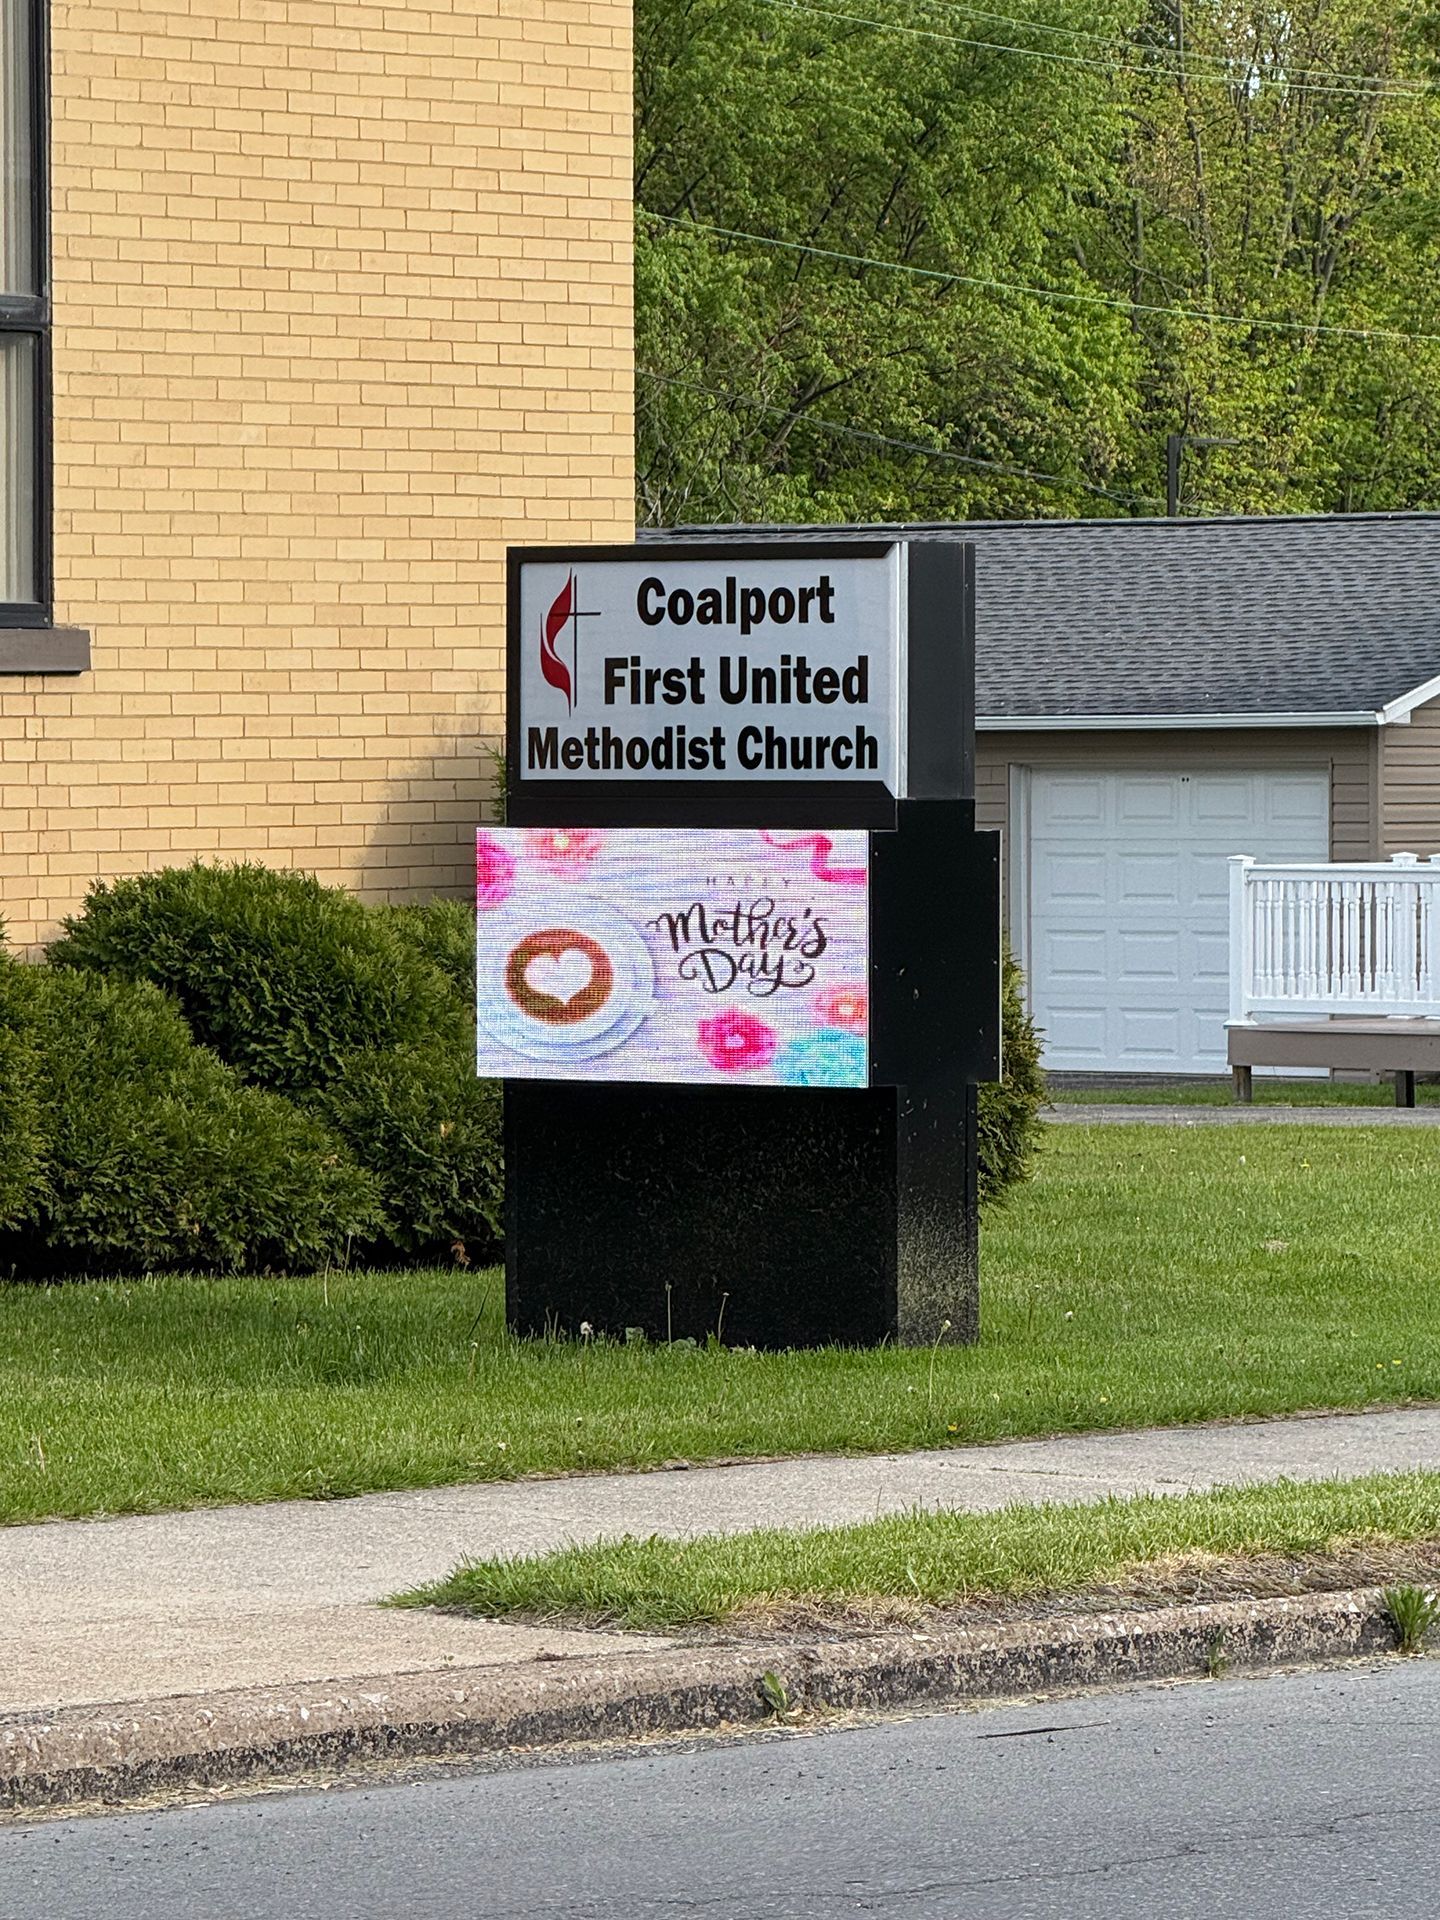 Coalport
First United
Methodist Church
HAPPY
Mother's
Day